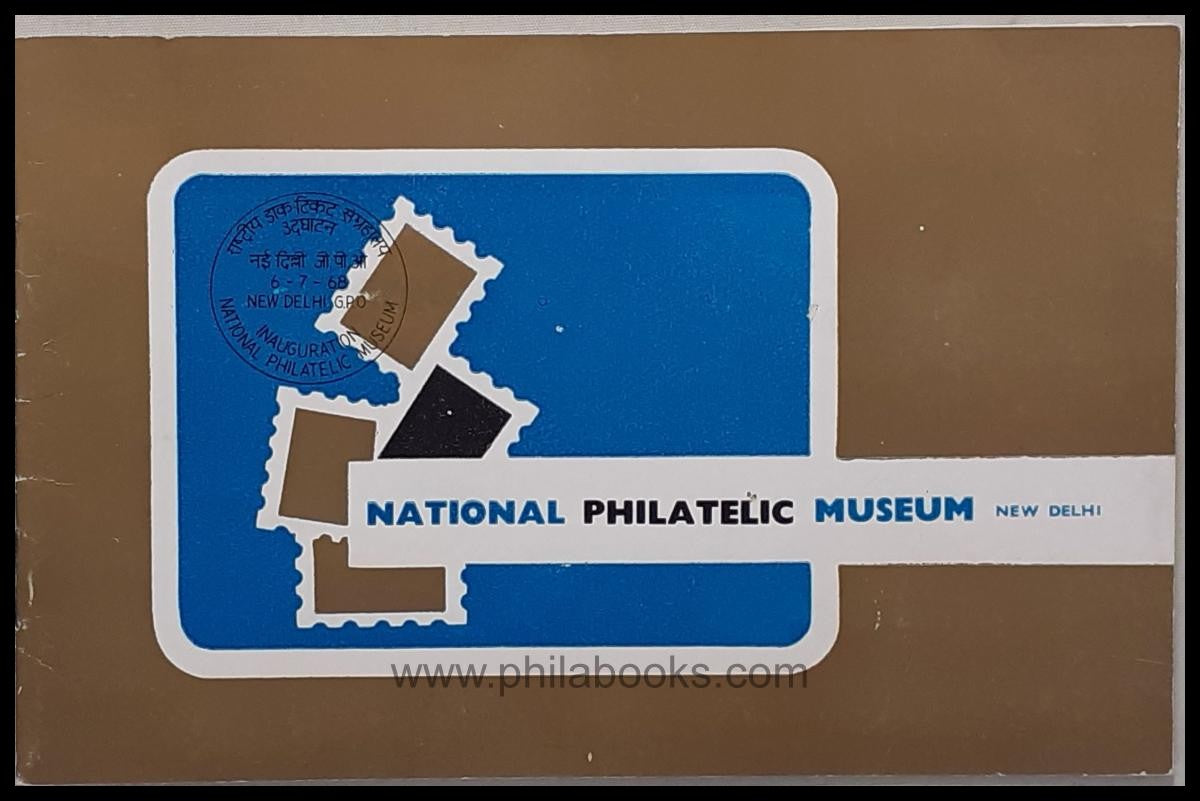 राष्ट्रीय डाक-टिकट संग्रहालय
उद्घाटन
नई दिल्ली जी.पी.ओ
6-7-68
NEW DELHI G.P.O
INAUGURATION
NATIONAL PHILATELIC MUSEUM
NATIONAL PHILATELIC MUSEUM NEW DELHI
www.philabooks.com